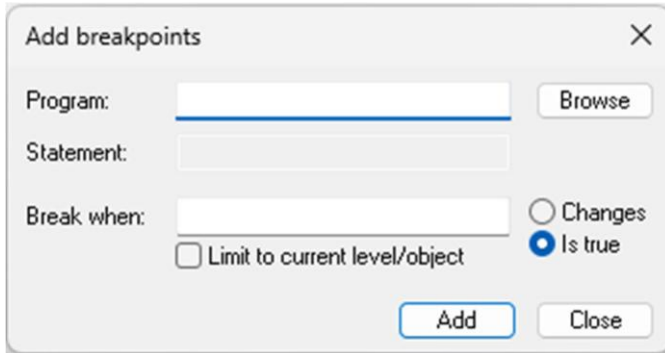 Add breakpoints
Program:
Browse
Statement:
Break when:
Changes
Is true
Limit to current level/object
Add
Close